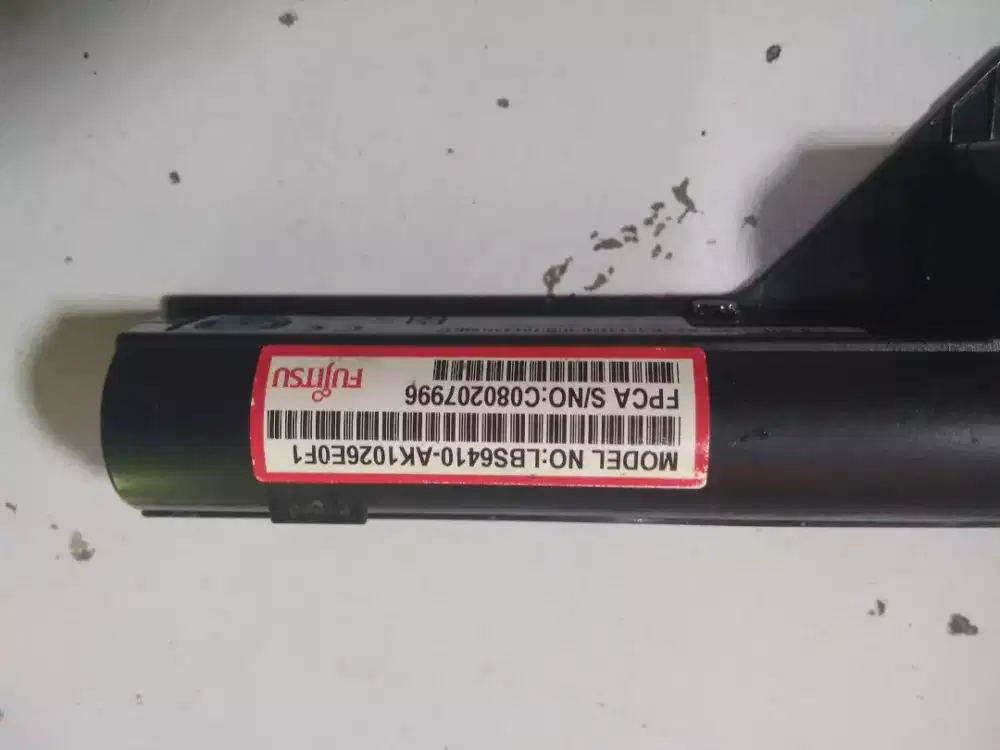 MODEL NO:LBS6410-AK1026E0F1
FPCA S/NO:C080207996
FUJITSU